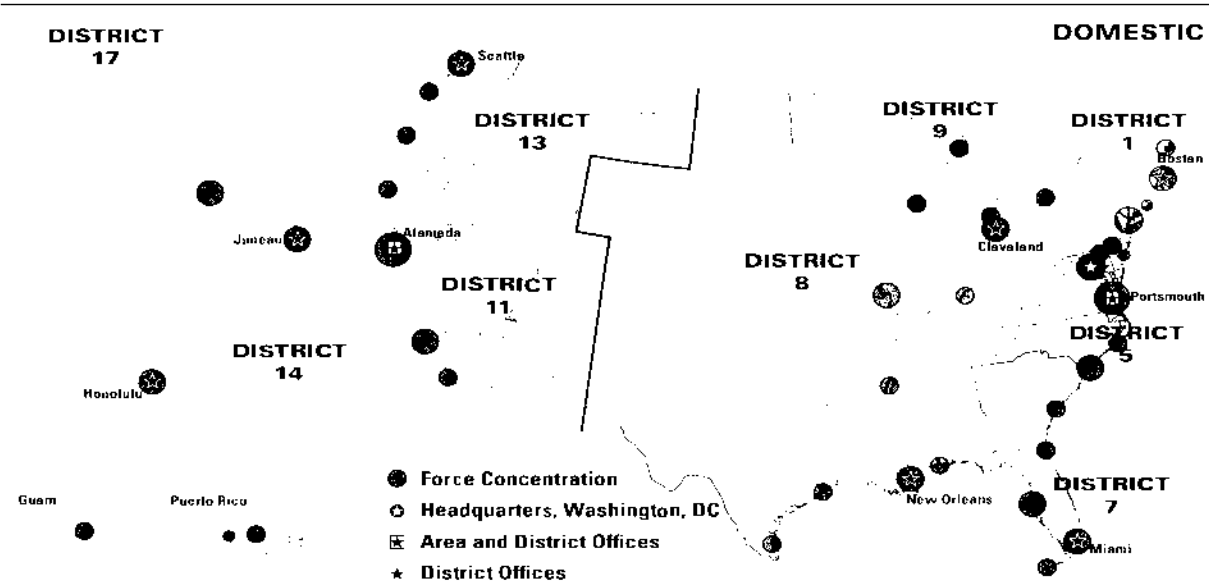 DISTRICT
17
Scattle
DOMESTIC
DISTRICT
13
DISTRICT
9
DISTRICT
1
Boston
Juneau
Alameda
Claveland
DISTRICT
8
DISTRICT
11
Portsmouth
DISTRICT
5
DISTRICT
14
Honolulu
Force Concentration
Headquarters, Washington, DC
Area and District Offices
District Offices
New Orleans
DISTRICT
7
Miami
Guam
Puerto Rico